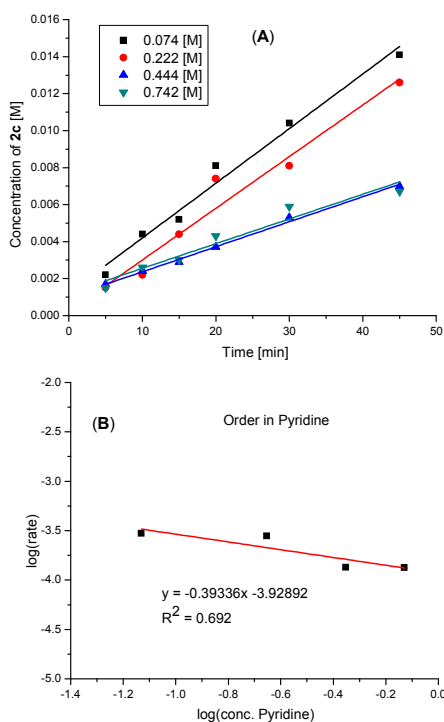 (A)
0.074 [M]
0.222 [M]
0.444 [M]
0.742 [M]
Concentration of 2c [M]
0.016
0.014
0.012
0.010
0.008
0.006
0.004
0.002
0.000
0 10 20 30 40 50
Time [min]
(B)
Order in Pyridine
log(rate)
-2.0
-2.5
-3.0
-3.5
-4.0
-4.5
-5.0
y = -0.39336x -3.92892
R² = 0.692
-1.4 -1.2 -1.0 -0.8 -0.6 -0.4 -0.2 0.0
log(conc. Pyridine)